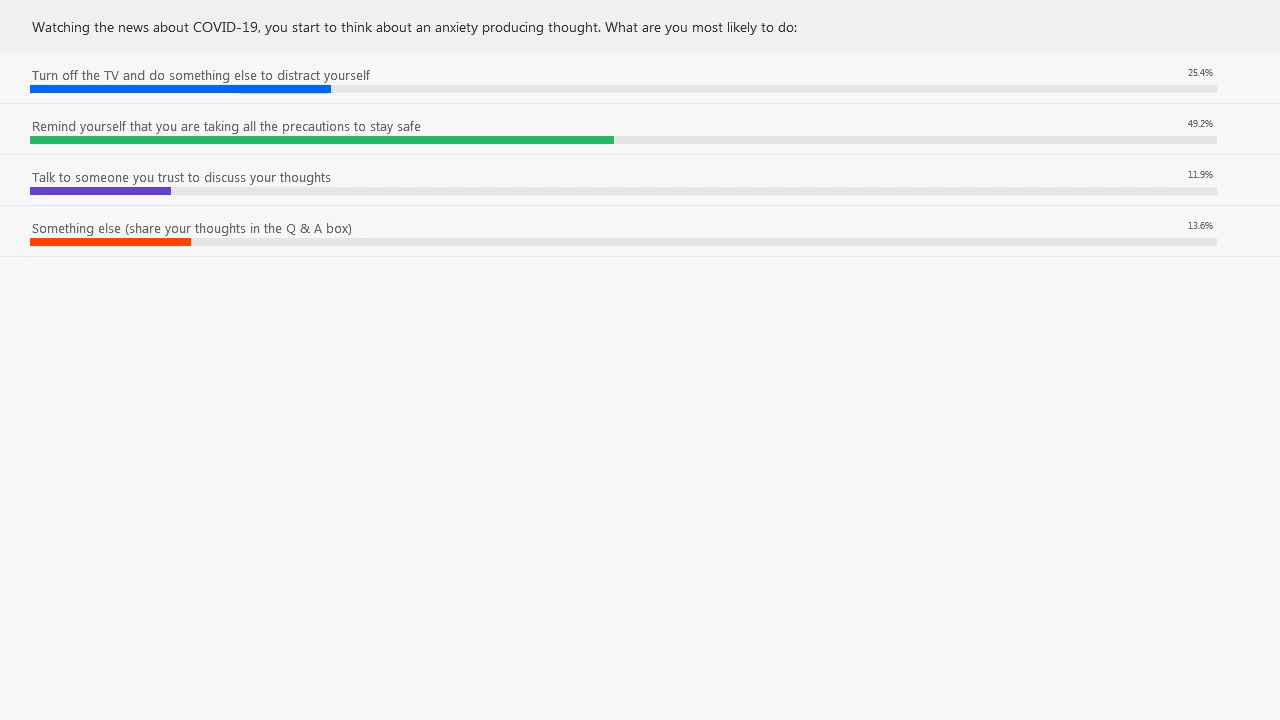 Watching the news about COVID-19, you start to think about an anxiety producing thought. What are you most likely to do:
Turn off the TV and do something else to distract yourself 25.4%
Remind yourself that you are taking all the precautions to stay safe 49.2%
Talk to someone you trust to discuss your thoughts 11.9%
Something else (share your thoughts in the Q & A box) 13.6%